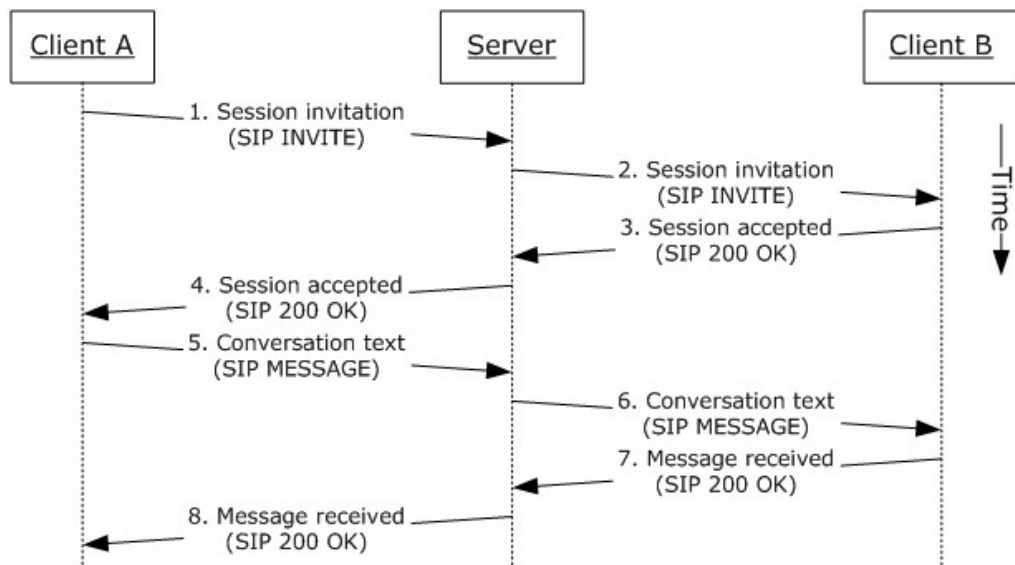 Client A
Server
Client B
1. Session invitation
(SIP INVITE)
2. Session invitation
(SIP INVITE)
Time
3. Session accepted
(SIP 200 OK)
4. Session accepted
(SIP 200 OK)
5. Conversation text
(SIP MESSAGE)
6. Conversation text
(SIP MESSAGE)
7. Message received
(SIP 200 OK)
8. Message received
(SIP 200 OK)